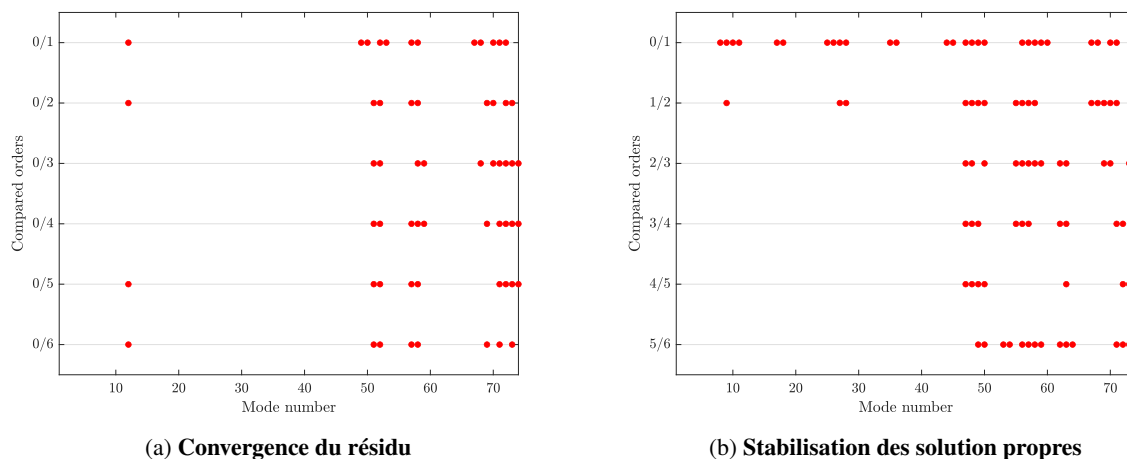 Compared orders
0/1
0/2
0/3
0/4
0/5
0/6
10 20 30 40 50 60 70
Mode number
(a) Convergence du résidu
Compared orders
0/1
1/2
2/3
3/4
4/5
5/6
10 20 30 40 50 60 70
Mode number
(b) Stabilisation des solution propres